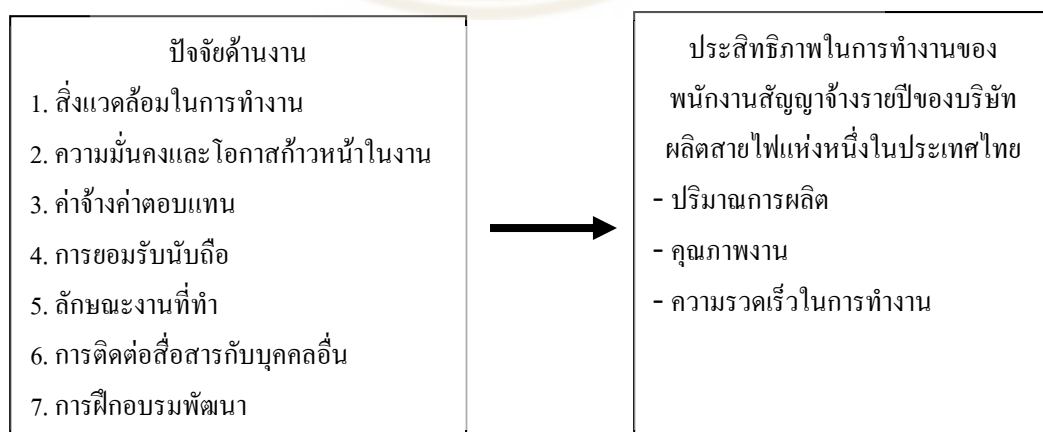 ปัจจัยด้านงาน
1. สิ่งแวดล้อมในการทำงาน
2. ความมั่นคงและโอกาสก้าวหน้าในงาน
3. ค่าจ้างค่าตอบแทน
4. การยอมรับนับถือ
5. ลักษณะงานที่ทำ
6. การติดต่อสื่อสารกับบุคคลอื่น
7. การฝึกอบรมพัฒนา
ประสิทธิภาพในการทำงานของ
พนักงานสัญญาจ้างรายปีของบริษัท
ผลิตสายไฟแห่งหนึ่งในประเทศไทย
- ปริมาณการผลิต
- คุณภาพงาน
- ความรวดเร็วในการทำงาน